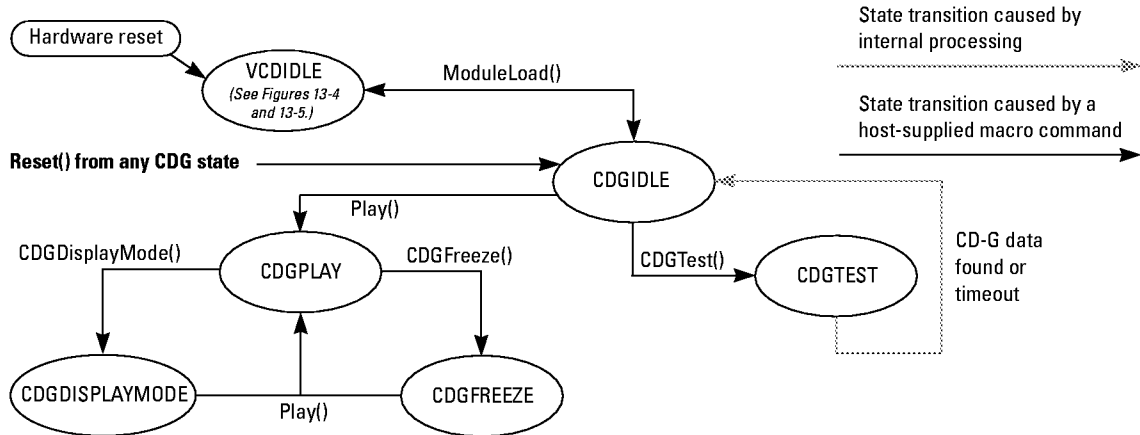 Hardware reset
VCDIDLE
(See Figures 13-4
and 13-5.)
ModuleLoad()
State transition caused by
internal processing
State transition caused by a
host-supplied macro command
Reset() from any CDG state
CDGIDLE
Play()
CDGDisplayMode()
CDGPLAY
CDGFreeze()
CDGTest()
CDGTEST
CD-G data
found or
timeout
CDGDISPLAYMODE
Play()
CDGFREEZE